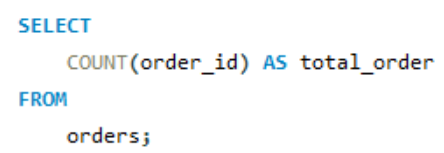 SELECT
    COUNT(order_id) AS total_order
FROM
    orders;